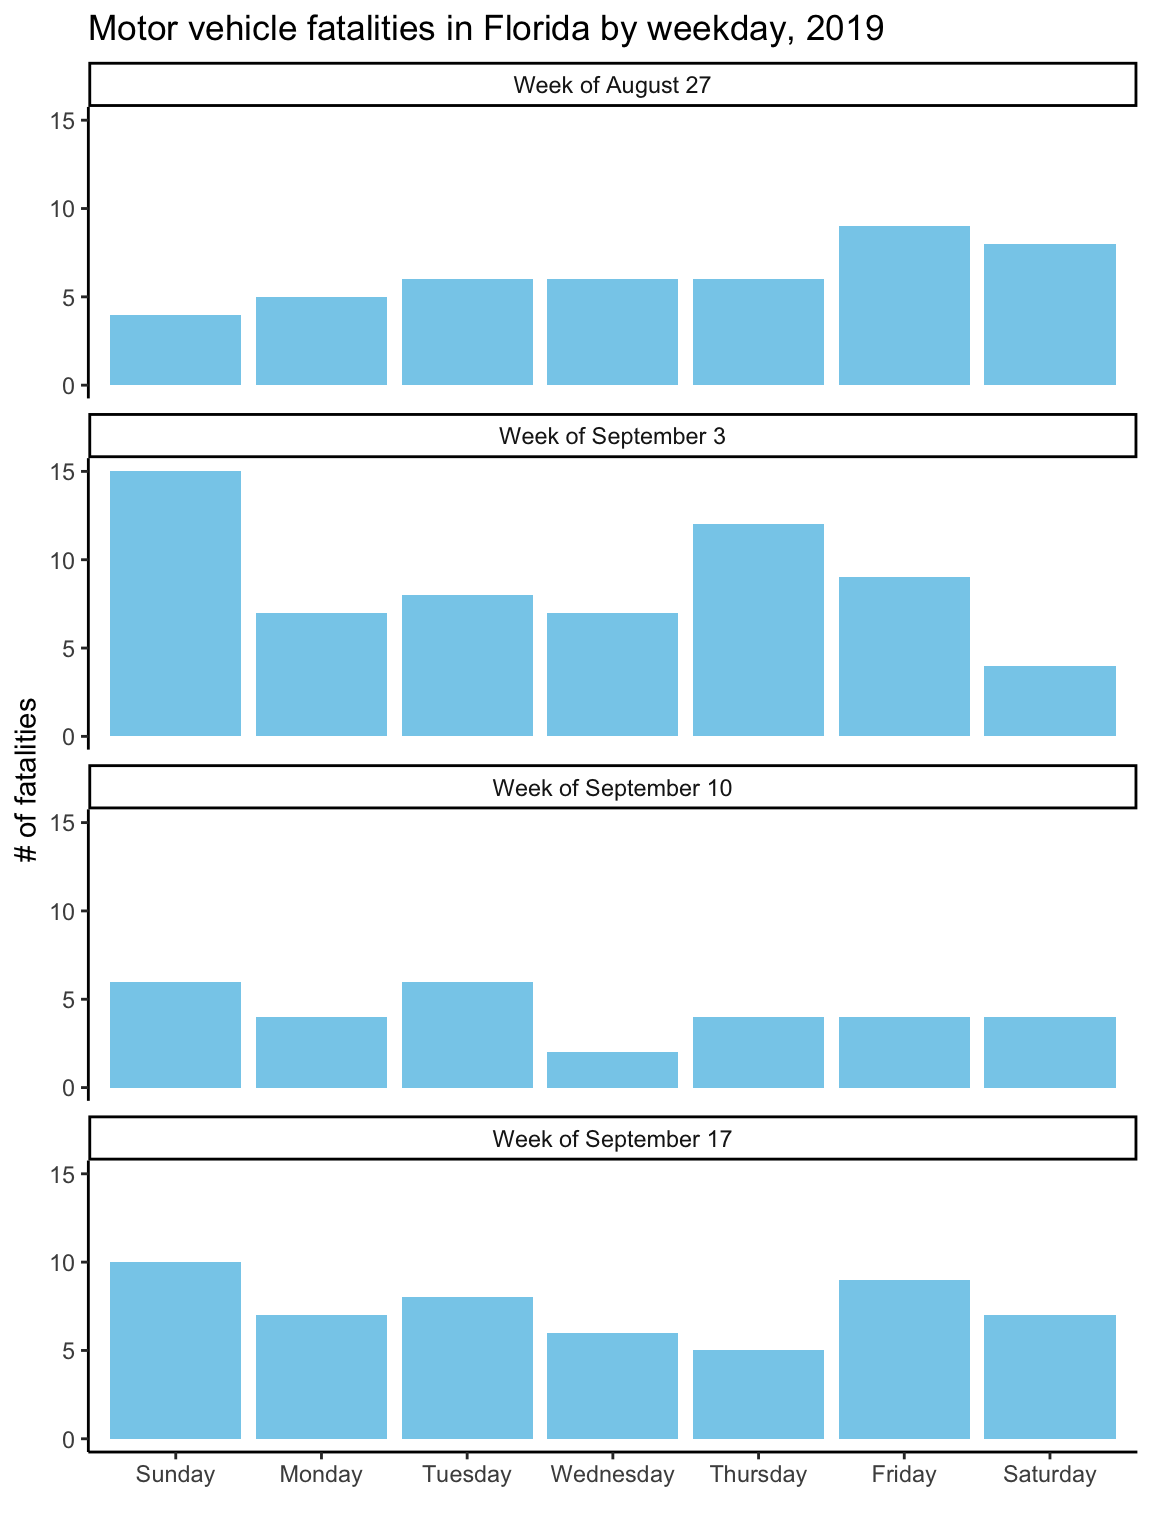 Motor vehicle fatalities in Florida by weekday, 2019
Week of August 27
15
10
5
0
Week of September 3
15
10
5
0
# of fatalities
Week of September 10
15
10
5
0
Week of September 17
15
10
5
0
Sunday Monday Tuesday Wednesday Thursday Friday Saturday